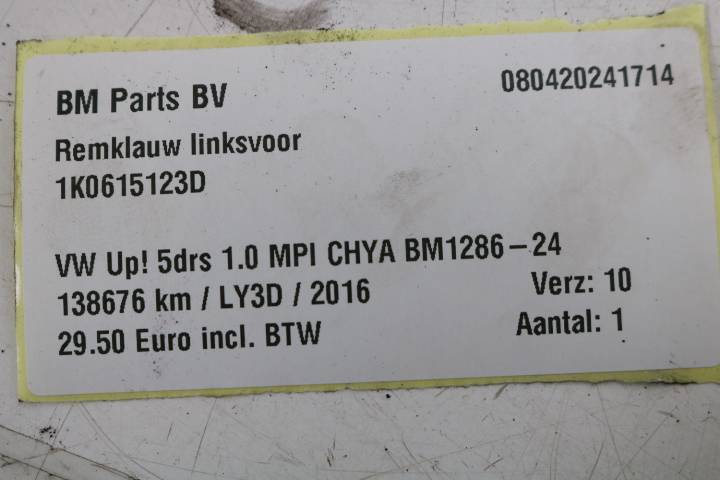 BM Parts BV 080420241714
Remklauw linksvoor
1K0615123D
VW Up! 5drs 1.0 MPI CHYA BM1286-24
138676 km / LY3D / 2016 Verz: 10
29.50 Euro incl. BTW Aantal: 1